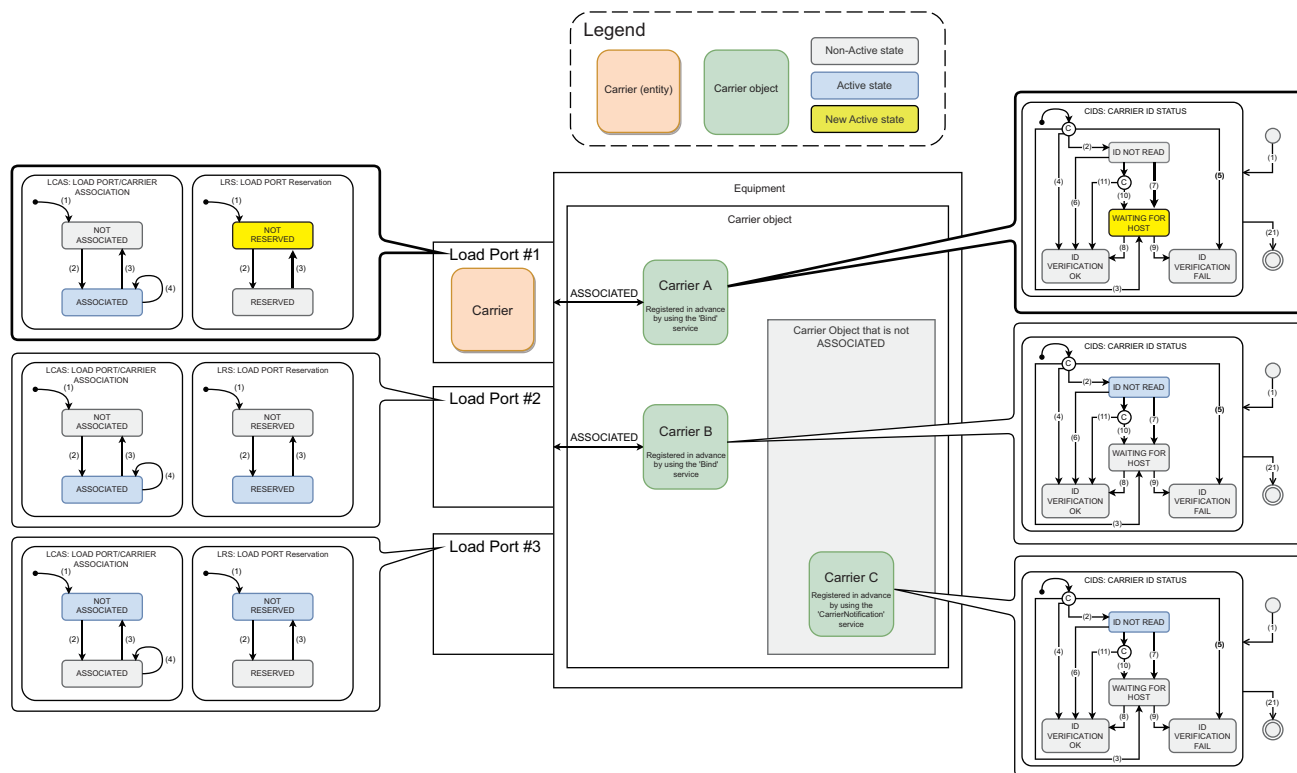 Legend
Carrier (entity)
Carrier object
Non-Active state
Active state
New Active state
LCAS: LOAD PORT/CARRIER
ASSOCIATION
(1)
NOT
ASSOCIATED
(2)
(3)
(4)
ASSOCIATED
LRS: LOAD PORT Reservation
(1)
NOT
RESERVED
(2)
(3)
RESERVED
LCAS: LOAD PORT/CARRIER
ASSOCIATION
(1)
NOT
ASSOCIATED
(2)
(3)
(4)
ASSOCIATED
LRS: LOAD PORT Reservation
(1)
NOT
RESERVED
(2)
(3)
RESERVED
LCAS: LOAD PORT/CARRIER
ASSOCIATION
(1)
NOT
ASSOCIATED
(2)
(3)
(4)
ASSOCIATED
LRS: LOAD PORT Reservation
(1)
NOT
RESERVED
(2)
(3)
RESERVED
Equipment
Carrier object
Load Port #1
Carrier
ASSOCIATED
Carrier A
Registered in advance
by using the 'Bind'
service
Carrier Object that is not
ASSOCIATED
Load Port #2
ASSOCIATED
Carrier B
Registered in advance
by using the 'Bind'
service
Load Port #3
Carrier C
Registered in advance
by using the
'CarrierNotification'
service
CIDS: CARRIER ID STATUS
C
(2)
ID NOT READ
(1)
(4)
(6)
(11)
C
(10)
(7)
(5)
WAITING FOR
HOST
(8)
(9)
(21)
ID
VERIFICATION
OK
ID
VERIFICATION
FAIL
(3)
CIDS: CARRIER ID STATUS
C
(2)
ID NOT READ
(1)
(4)
(6)
(11)
C
(10)
(7)
(5)
WAITING FOR
HOST
(8)
(9)
(21)
ID
VERIFICATION
OK
ID
VERIFICATION
FAIL
(3)
CIDS: CARRIER ID STATUS
C
(2)
ID NOT READ
(1)
(4)
(6)
(11)
C
(10)
(7)
(5)
WAITING FOR
HOST
(8)
(9)
(21)
ID
VERIFICATION
OK
ID
VERIFICATION
FAIL
(3)